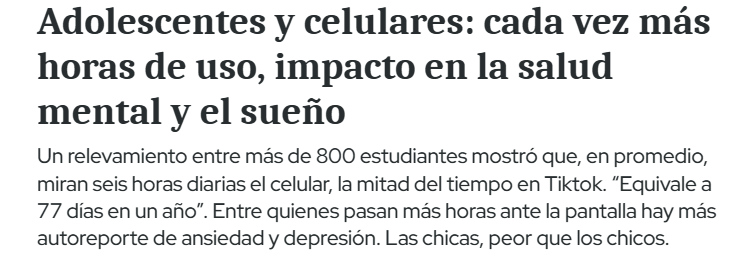 Adolescentes y celulares: cada vez más
horas de uso, impacto en la salud
mental y el sueño
Un relevamiento entre más de 800 estudiantes mostró que, en promedio,
miran seis horas diarias el celular, la mitad del tiempo en Tiktok. “Equivale a
77 días en un año”. Entre quienes pasan más horas ante la pantalla hay más
autoreporte de ansiedad y depresión. Las chicas, peor que los chicos.